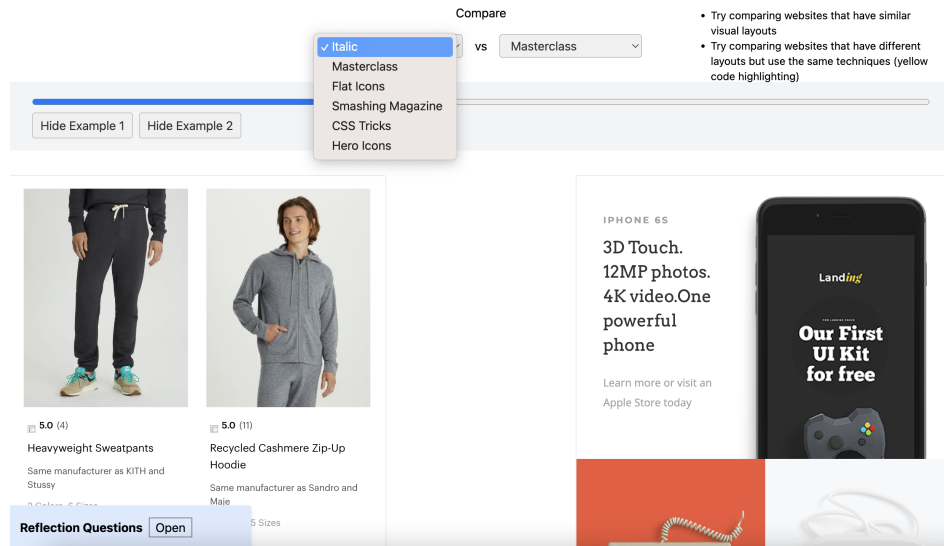 Compare
✓ Italic
Masterclass
Flat Icons
Smashing Magazine
CSS Tricks
Hero Icons
vs
Masterclass
• Try comparing websites that have similar
visual layouts
• Try comparing websites that have different
layouts but use the same techniques (yellow
code highlighting)
Hide Example 1
Hide Example 2
5.0 (4)
Heavyweight Sweatpants
Same manufacturer as KITH and
Stussy
5.0 (11)
Recycled Cashmere Zip-Up
Hoodie
Same manufacturer as Sandro and
Maje
5 Sizes
Reflection Questions
Open
IPHONE 6S
3D Touch.
12MP photos.
4K video.One
powerful
phone
Learn more or visit an
Apple Store today
Landing
Our First
UI Kit
for free